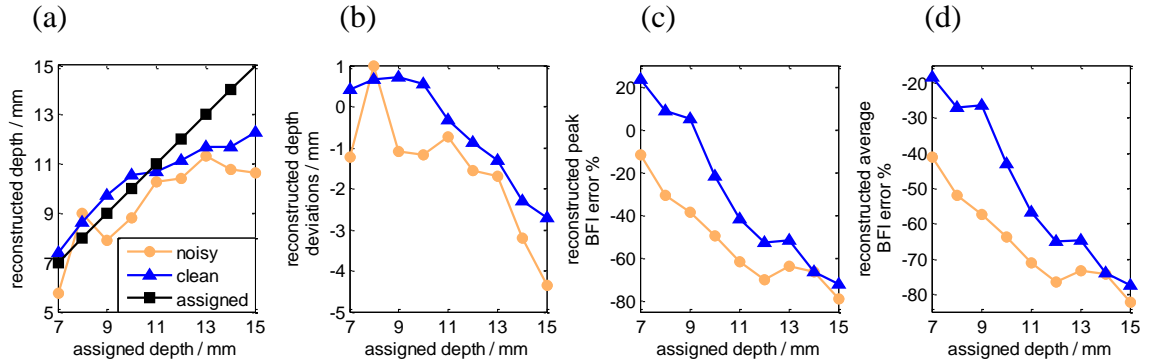 (a)
(b)
(c)
(d)
reconstructed depth / mm
15
13
11
9
7
5
noisy
clean
assigned
7 9 11 13 15
assigned depth / mm
reconstructed depth
deviations / mm
1
0
-1
-2
-3
-4
-5
7 9 11 13 15
assigned depth / mm
reconstructed peak
BFI error %
20
0
-20
-40
-60
-80
7 9 11 13 15
assigned depth / mm
reconstructed average
BFI error %
-15
-20
-30
-40
-50
-60
-70
-80
-85
7 9 11 13 15
assigned depth / mm